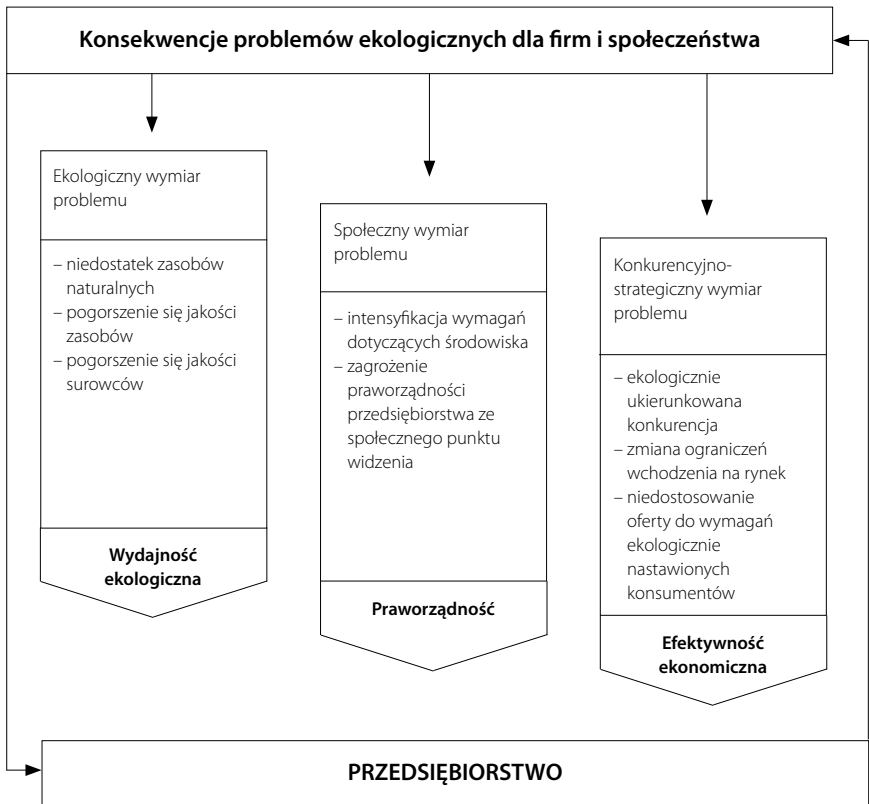 Konsekwencje problemów ekologicznych dla firm i społeczeństwa
Ekologiczny wymiar
problemu
– niedostatek zasobów
naturalnych
– pogorszenie się jakości
zasobów
– pogorszenie się jakości
surowców
Wydajność
ekologiczna
Społeczny wymiar
problemu
– intensyfikacja wymagań
dotyczących środowiska
– zagrożenie
praworządności
przedsiębiorstwa ze
społecznego punktu
widzenia
Praworządność
Konkurencyjno-
strategiczny wymiar
problemu
– ekologicznie
ukierunkowana
konkurencja
– zmiana ograniczeń
wchodzenia na rynek
– niedostosowanie
oferty do wymagań
ekologicznie
nastawionych
konsumentów
Efektywność
ekonomiczna
PRZEDSIĘBIORSTWO